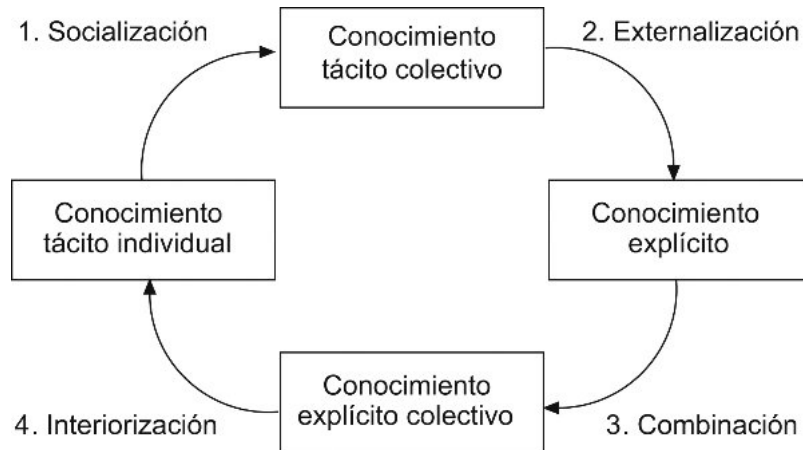 1. Socialización
Conocimiento
tácito colectivo
2. Externalización
Conocimiento
tácito individual
Conocimiento
explícito
4. Interiorización
Conocimiento
explícito colectivo
3. Combinación